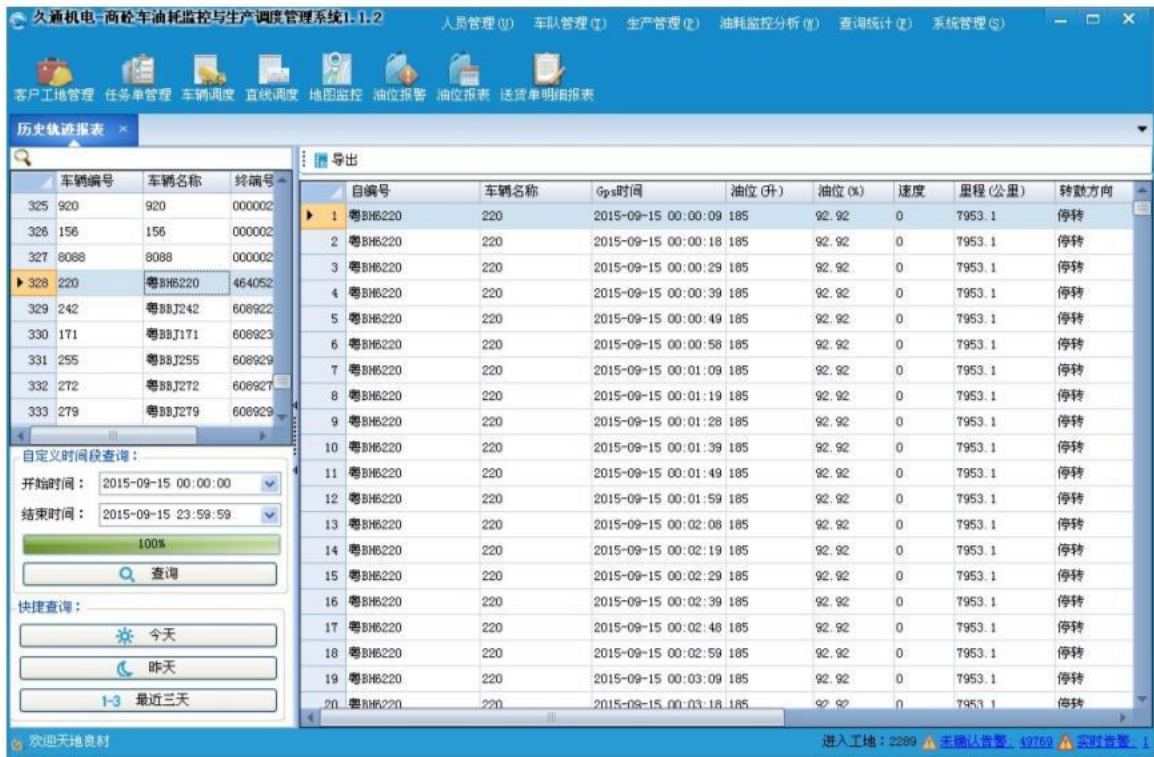 久通机电-商砼车油耗监控与生产调度管理系统1.1.2 人员管理(U) 车队管理(T) 生产管理(P) 油耗监控分析(W) 查询统计(R) 系统管理(S)
客户工地管理 任务单管理 车辆调度 直线调度 地图监控 油位报警 油位报表 送货单明细报表
历史轨迹报表 ×
车辆编号 车辆名称 终端号
325 920 920 000002
326 156 156 000002
327 8088 8088 000002
328 220 粤BH6220 464052
329 242 粤BBJ242 608922
330 171 粤BBJ171 608923
331 255 粤BBJ255 608929
332 272 粤BBJ272 608927
333 279 粤BBJ279 608929
自定义时间段查询：
开始时间： 2015-09-15 00:00:00
结束时间： 2015-09-15 23:59:59
100%
查询
快捷查询：
今天
昨天
1-3 最近三天
导出
自编号 车辆名称 Gps时间 油位(升) 油位(%) 速度 里程(公里) 转鼓方向
1 粤BH6220 220 2015-09-15 00:00:09 185 92.92 0 7953.1 停转
2 粤BH6220 220 2015-09-15 00:00:18 185 92.92 0 7953.1 停转
3 粤BH6220 220 2015-09-15 00:00:29 185 92.92 0 7953.1 停转
4 粤BH6220 220 2015-09-15 00:00:39 185 92.92 0 7953.1 停转
5 粤BH6220 220 2015-09-15 00:00:49 185 92.92 0 7953.1 停转
6 粤BH6220 220 2015-09-15 00:00:58 185 92.92 0 7953.1 停转
7 粤BH6220 220 2015-09-15 00:01:09 185 92.92 0 7953.1 停转
8 粤BH6220 220 2015-09-15 00:01:19 185 92.92 0 7953.1 停转
9 粤BH6220 220 2015-09-15 00:01:28 185 92.92 0 7953.1 停转
10 粤BH6220 220 2015-09-15 00:01:39 185 92.92 0 7953.1 停转
11 粤BH6220 220 2015-09-15 00:01:49 185 92.92 0 7953.1 停转
12 粤BH6220 220 2015-09-15 00:01:59 185 92.92 0 7953.1 停转
13 粤BH6220 220 2015-09-15 00:02:08 185 92.92 0 7953.1 停转
14 粤BH6220 220 2015-09-15 00:02:19 185 92.92 0 7953.1 停转
15 粤BH6220 220 2015-09-15 00:02:29 185 92.92 0 7953.1 停转
16 粤BH6220 220 2015-09-15 00:02:39 185 92.92 0 7953.1 停转
17 粤BH6220 220 2015-09-15 00:02:48 185 92.92 0 7953.1 停转
18 粤BH6220 220 2015-09-15 00:02:59 185 92.92 0 7953.1 停转
19 粤BH6220 220 2015-09-15 00:03:09 185 92.92 0 7953.1 停转
20 粤BH6220 220 2015-09-15 00:03:18 185 92.92 0 7953.1 停转
欢迎天地良材 进入工地：2289 未确认告警：49769 实时告警：1